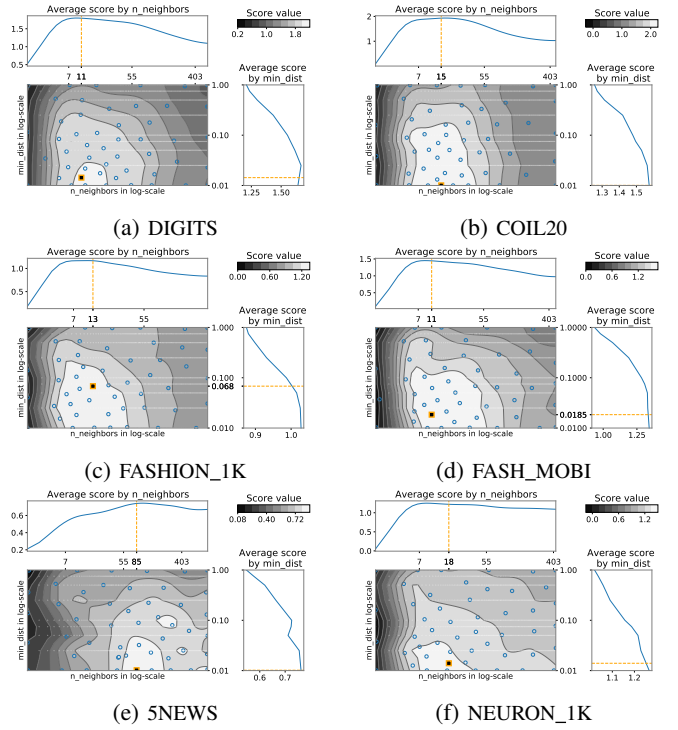 Average score by n_neighbors
Score value
1.5
1.0
0.5
0.2 1.0 1.8
7 11 55 403
Average score
by min_dist
min_dist in log-scale
1.00
0.10
0.01
n_neighbors in log-scale
1.25 1.50
(a) DIGITS
Average score by n_neighbors
Score value
2
1
0.0 1.0 2.0
7 15 55 403
Average score
by min_dist
min_dist in log-scale
1.00
0.10
0.01
n_neighbors in log-scale
1.3 1.4 1.5
(b) COIL20
Average score by n_neighbors
Score value
1.0
0.5
0.00 0.60 1.20
7 13 55
Average score
by min_dist
min_dist in log-scale
1.000
0.100
0.068
0.010
n_neighbors in log-scale
0.9 1.0
(c) FASHION_1K
Average score by n_neighbors
Score value
1.5
1.0
0.5
0.0 0.6 1.2
7 11 55 403
Average score
by min_dist
min_dist in log-scale
1.0000
0.1000
0.0185
0.0100
n_neighbors in log-scale
1.00 1.25
(d) FASH_MOBI
Average score by n_neighbors
Score value
0.6
0.4
0.2
0.08 0.40 0.72
7 55 85 403
Average score
by min_dist
min_dist in log-scale
1.00
0.10
0.01
n_neighbors in log-scale
0.6 0.7
(e) 5NEWS
Average score by n_neighbors
Score value
1.0
0.5
0.0
0.0 0.6 1.2
7 18 55 403
Average score
by min_dist
min_dist in log-scale
1.00
0.10
0.01
n_neighbors in log-scale
1.1 1.2
(f) NEURON_1K